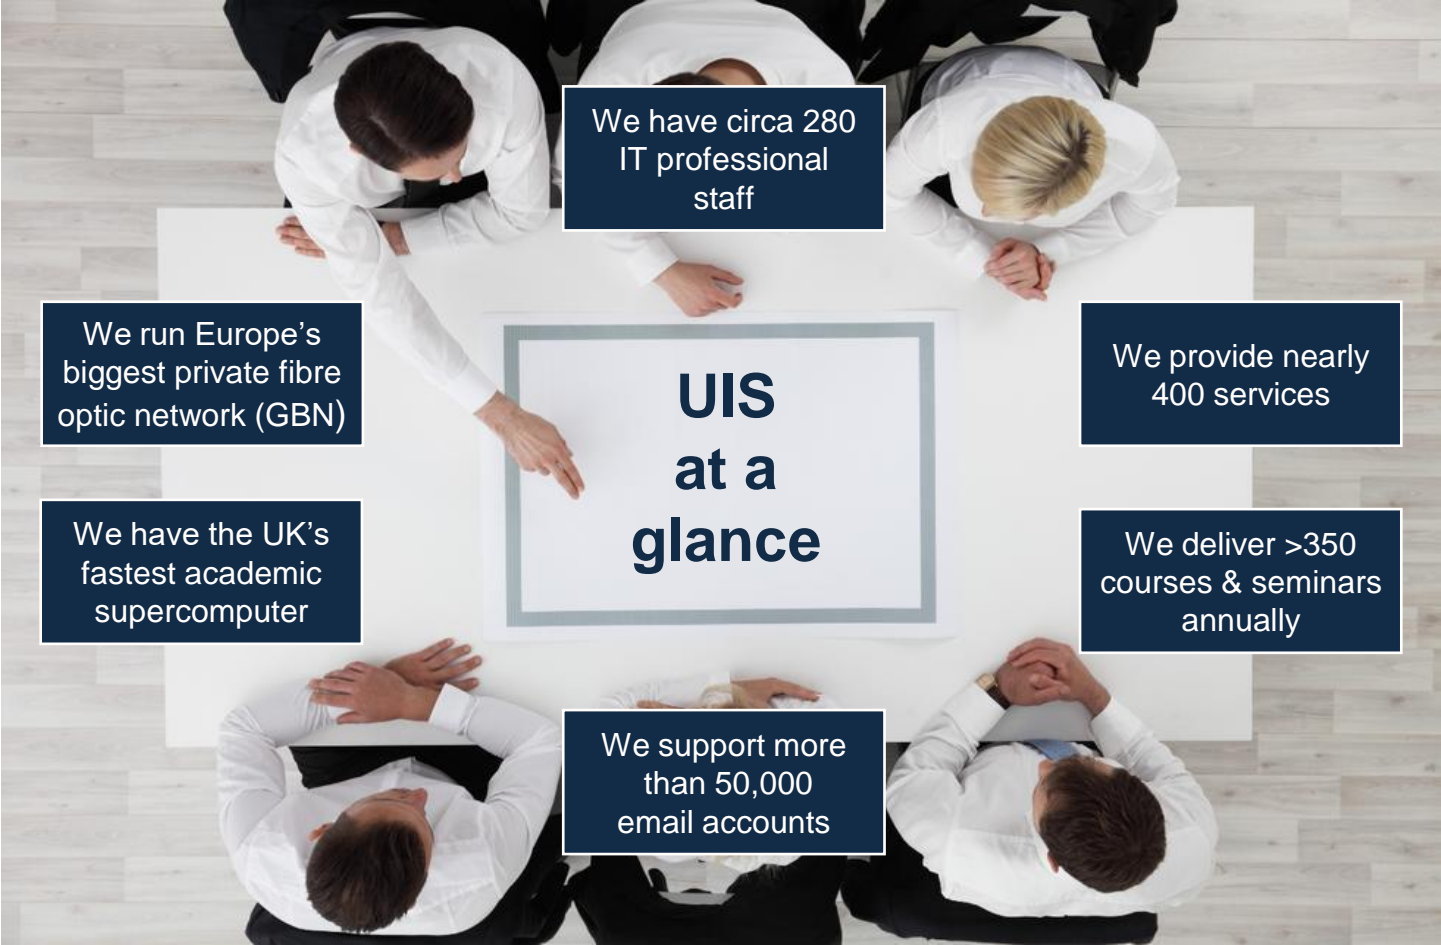 We have circa 280
IT professional
staff
We run Europe’s
biggest private fibre
optic network (GBN)
We provide nearly
400 services
UIS
at a
glance
We have the UK’s
fastest academic
supercomputer
We deliver >350
courses & seminars
annually
We support more
than 50,000
email accounts